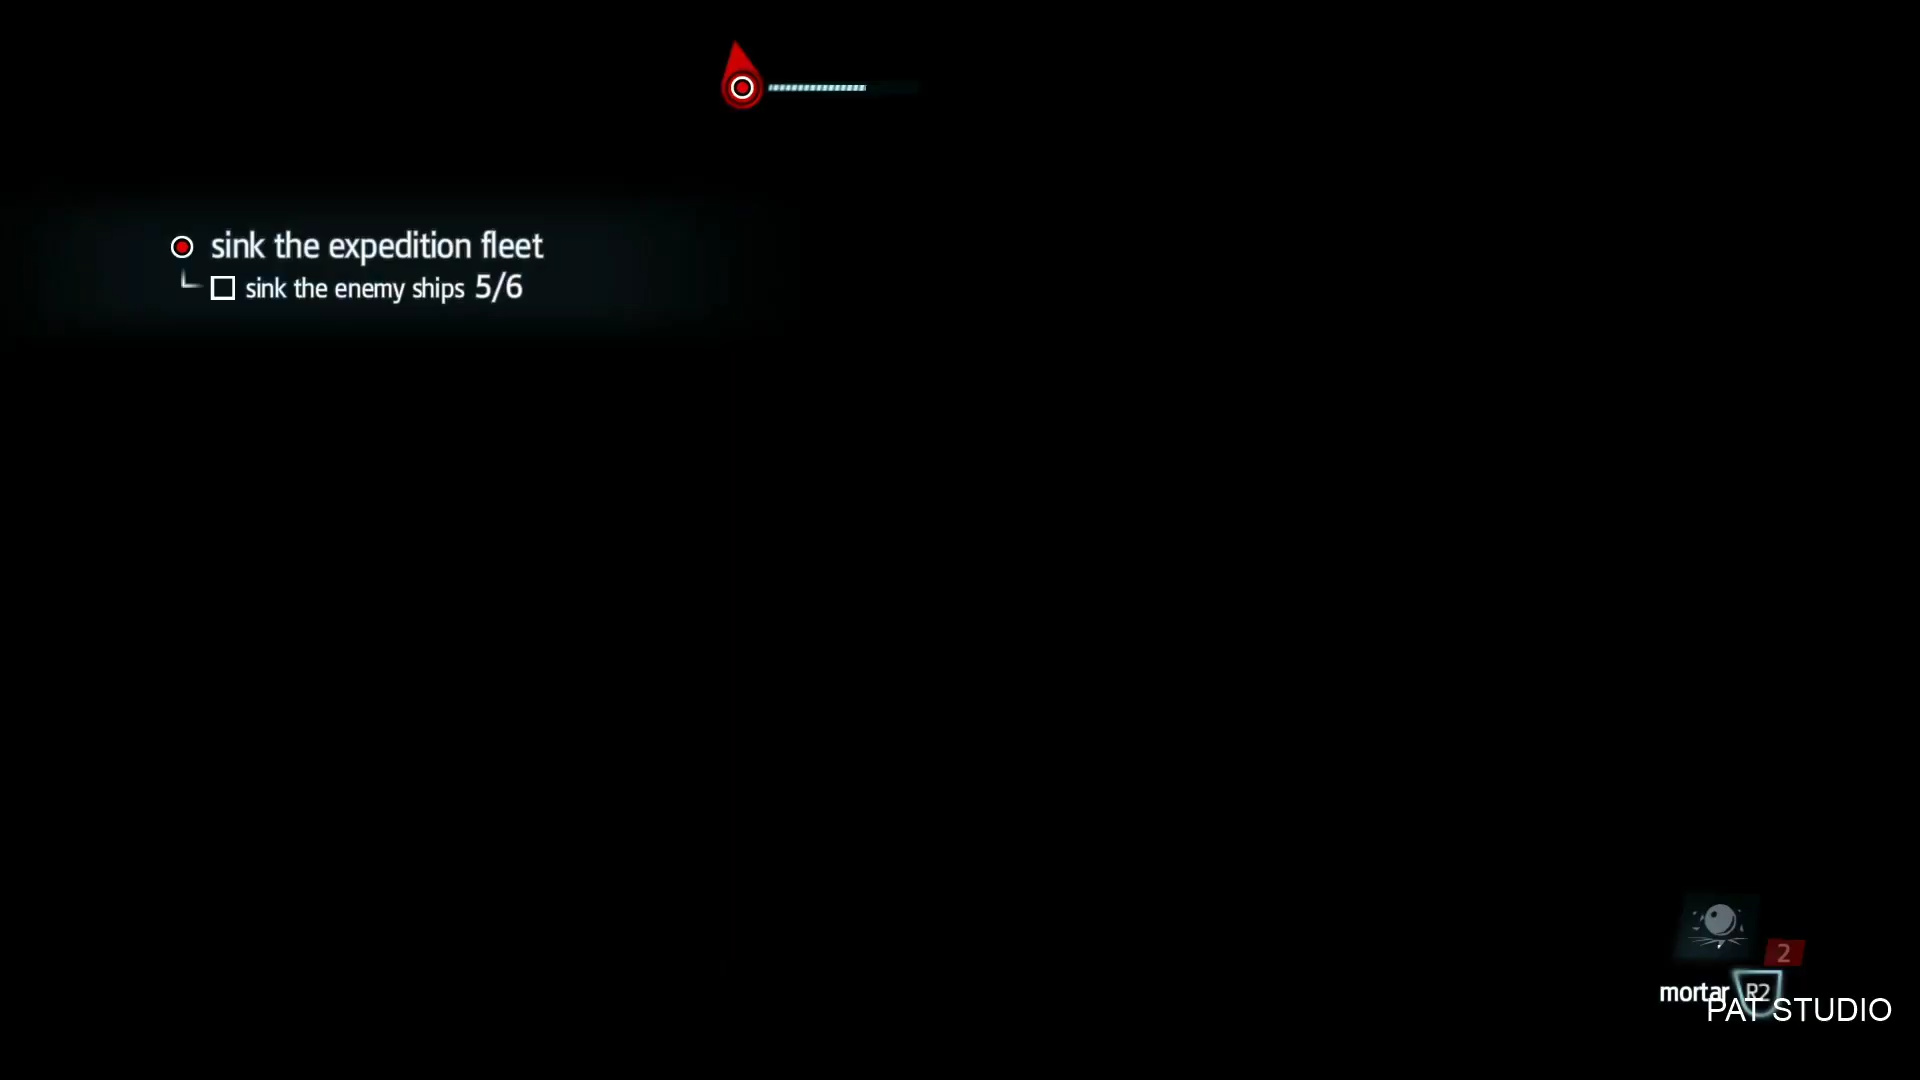 sink the expedition fleet
sink the enemy ships 5/6
2
mortar R2
PAT STUDIO